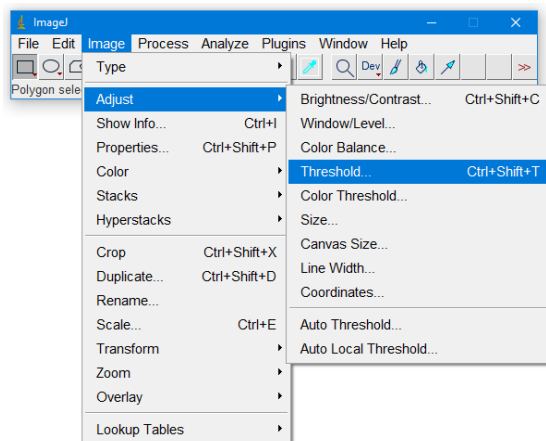 ImageJ
File Edit Image Process Analyze Plugins Window Help
Dev
>>
Polygon sele
Type
Adjust
Show Info... Ctrl+I
Properties... Ctrl+Shift+P
Color
Stacks
Hyperstacks
Crop Ctrl+Shift+X
Duplicate... Ctrl+Shift+D
Rename...
Scale... Ctrl+E
Transform
Zoom
Overlay
Lookup Tables
Brightness/Contrast... Ctrl+Shift+C
Window/Level...
Color Balance...
Threshold... Ctrl+Shift+T
Color Threshold...
Size...
Canvas Size...
Line Width...
Coordinates...
Auto Threshold...
Auto Local Threshold...